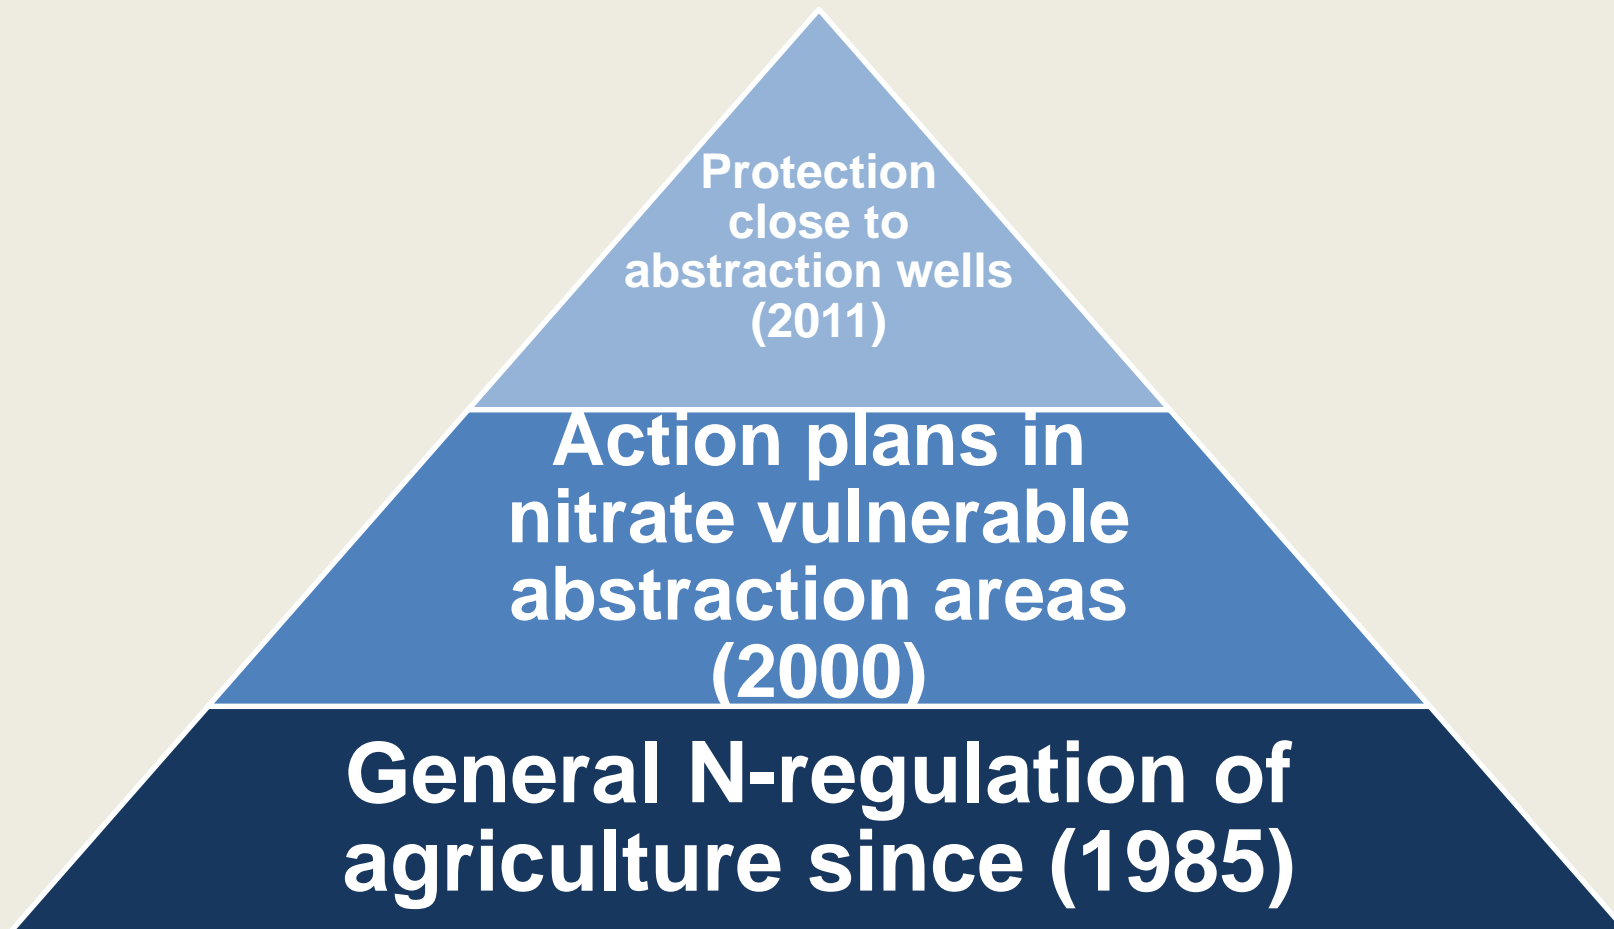 Protection
close to
abstraction wells
(2011)
Action plans in
nitrate vulnerable
abstraction areas
(2000)
General N-regulation of
agriculture since (1985)